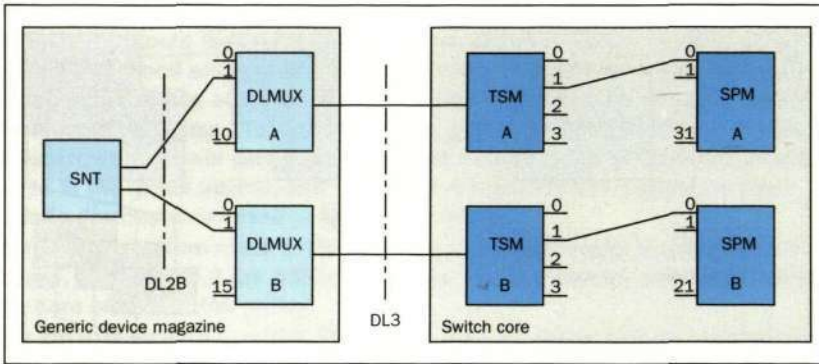 0
1
DLMUX
10
A
SNT
0
1
DLMUX
15
B
DL2B
Generic device magazine
DL3
TSM
A
0
1
2
3
0
1
SPM
31
A
TSM
B
0
1
2
3
0
1
SPM
21
B
Switch core